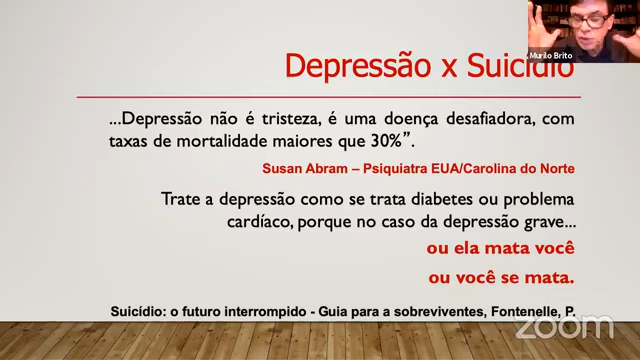 Murilo Brito
Depressão x Suicídio
...Depressão não é tristeza, é uma doença desafiadora, com
taxas de mortalidade maiores que 30%”.
Susan Abram – Psiquiatra EUA/Carolina do Norte
Trate a depressão como se trata diabetes ou problema
cardíaco, porque no caso da depressão grave...
ou ela mata você
ou você se mata.
Suicídio: o futuro interrompido - Guia para a sobreviventes, Fontenelle, P.
zoom